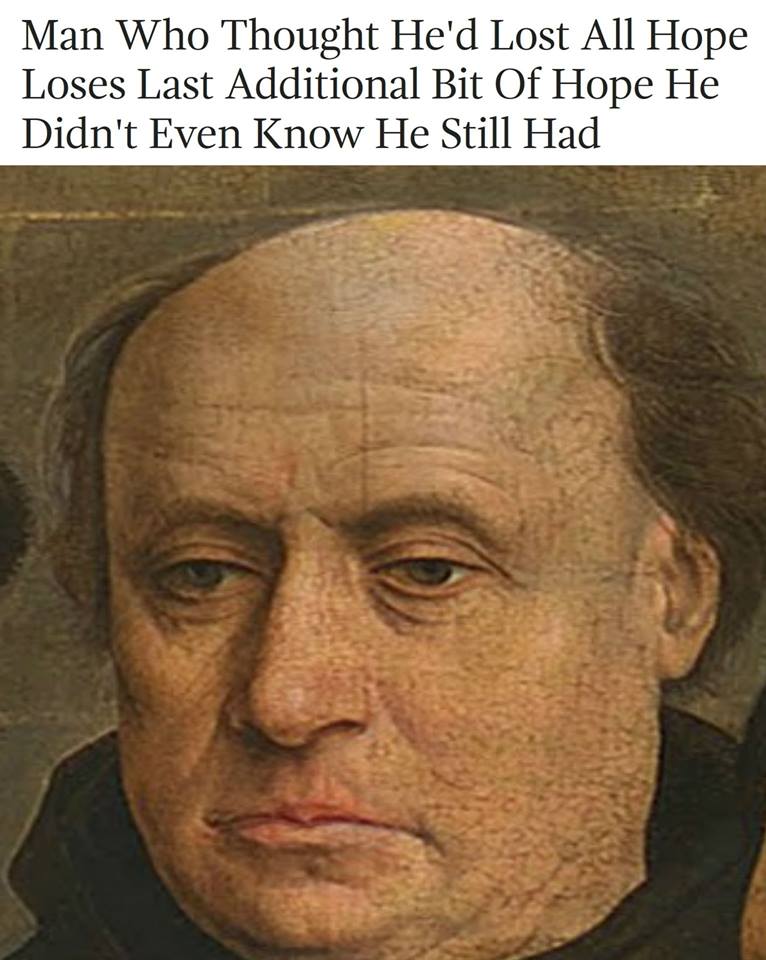 Man Who Thought He'd Lost All Hope
Loses Last Additional Bit Of Hope He
Didn't Even Know He Still Had